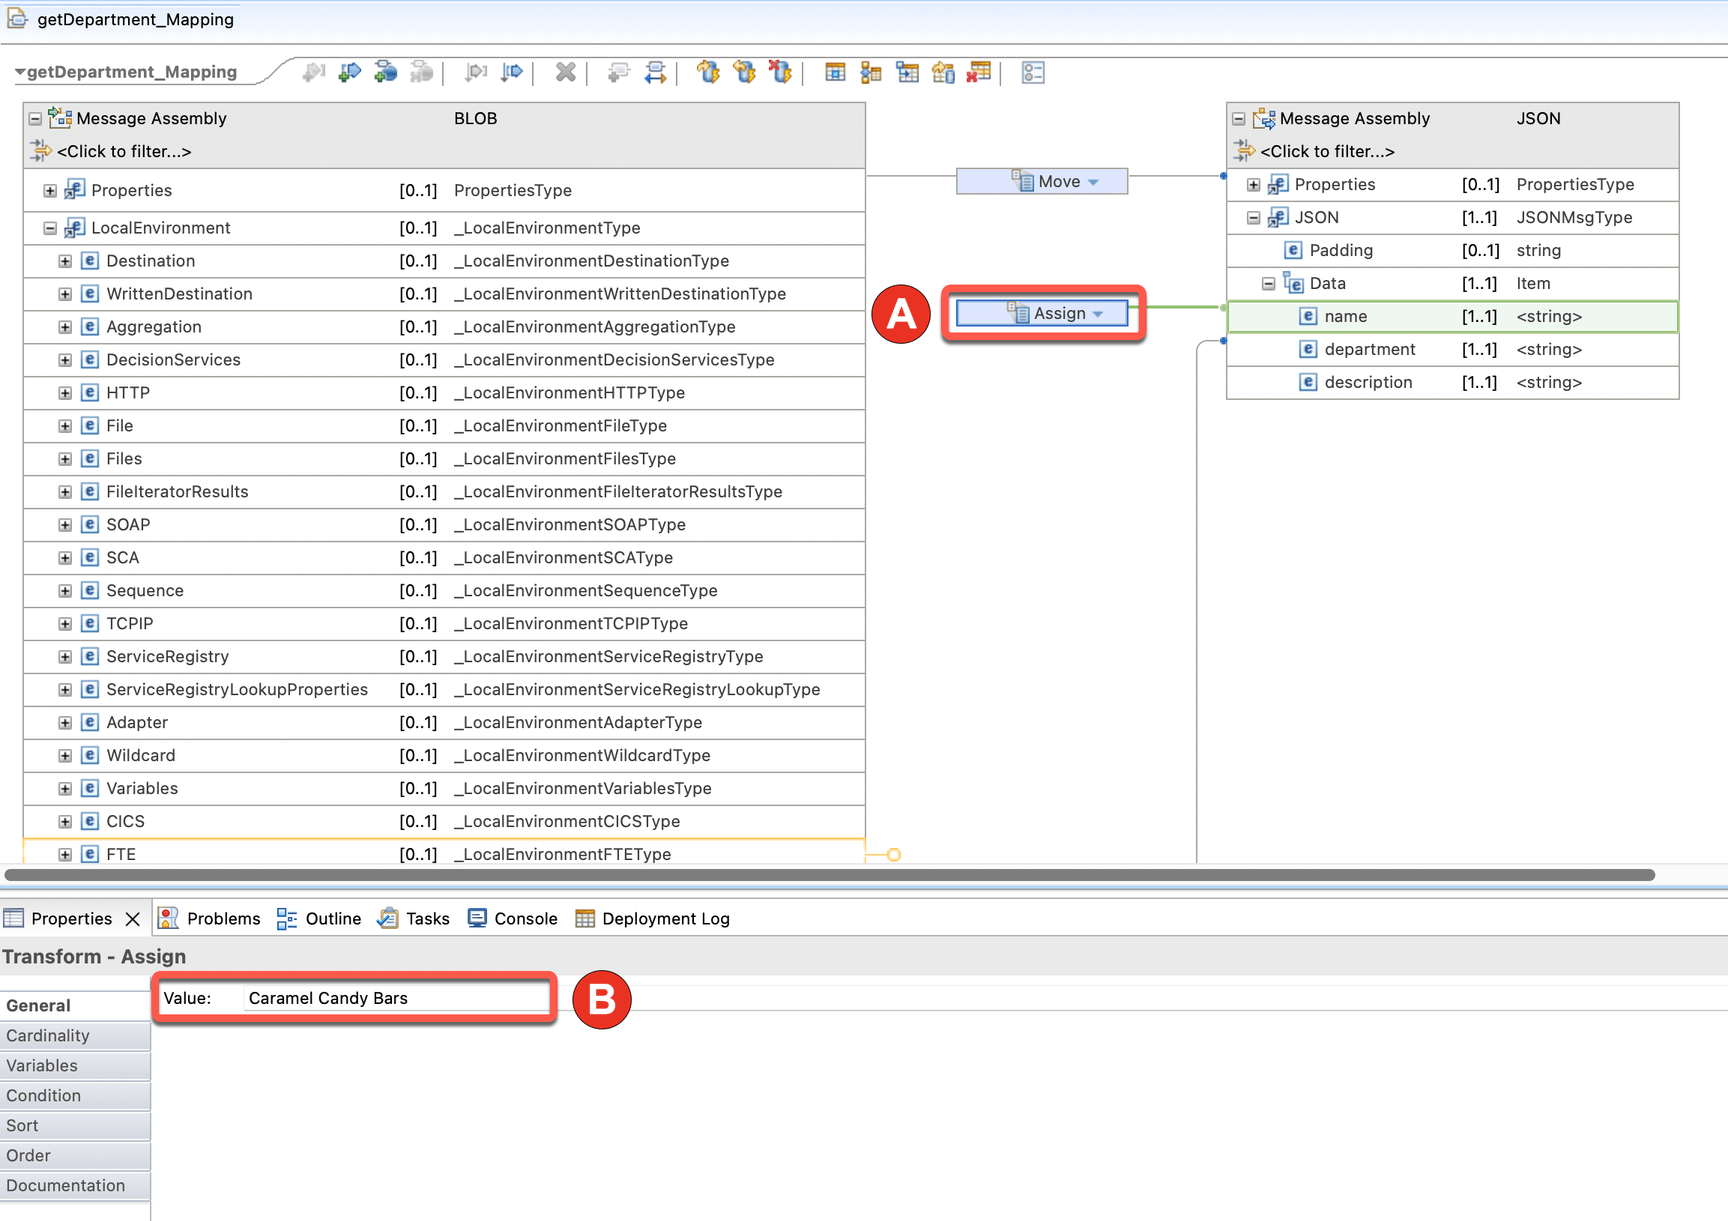 getDepartment_Mapping
getDepartment_Mapping
Message Assembly BLOB
<Click to filter...>
Properties [0..1] PropertiesType
LocalEnvironment [0..1] _LocalEnvironmentType
Destination [0..1] _LocalEnvironmentDestinationType
WrittenDestination [0..1] _LocalEnvironmentWrittenDestinationType
Aggregation [0..1] _LocalEnvironmentAggregationType
DecisionServices [0..1] _LocalEnvironmentDecisionServicesType
HTTP [0..1] _LocalEnvironmentHTTPType
File [0..1] _LocalEnvironmentFileType
Files [0..1] _LocalEnvironmentFilesType
FileIteratorResults [0..1] _LocalEnvironmentFileIteratorResultsType
SOAP [0..1] _LocalEnvironmentSOAPType
SCA [0..1] _LocalEnvironmentSCAType
Sequence [0..1] _LocalEnvironmentSequenceType
TCPIP [0..1] _LocalEnvironmentTCPIPType
ServiceRegistry [0..1] _LocalEnvironmentServiceRegistryType
ServiceRegistryLookupProperties [0..1] _LocalEnvironmentServiceRegistryLookupType
Adapter [0..1] _LocalEnvironmentAdapterType
Wildcard [0..1] _LocalEnvironmentWildcardType
Variables [0..1] _LocalEnvironmentVariablesType
CICS [0..1] _LocalEnvironmentCICSType
FTE [0..1] _LocalEnvironmentFTEType
Move
A
Assign
Message Assembly JSON
<Click to filter...>
Properties [0..1] PropertiesType
JSON [1..1] JSONMsgType
Padding [0..1] string
Data [1..1] Item
name [1..1] <string>
department [1..1] <string>
description [1..1] <string>
Properties Problems Outline Tasks Console Deployment Log
Transform - Assign
General
Cardinality
Variables
Condition
Sort
Order
Documentation
Value: Caramel Candy Bars
B